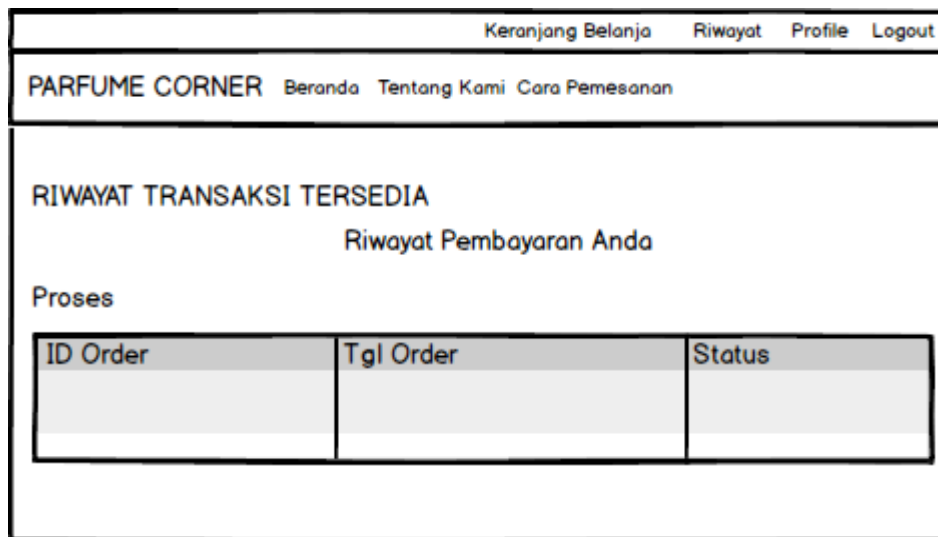 Keranjang Belanja Riwayat Profile Logout
PARFUME CORNER Beranda Tentang Kami Cara Pemesanan
RIWAYAT TRANSAKSI TERSEDIA
Riwayat Pembayaran Anda
Proses
ID Order Tgl Order Status